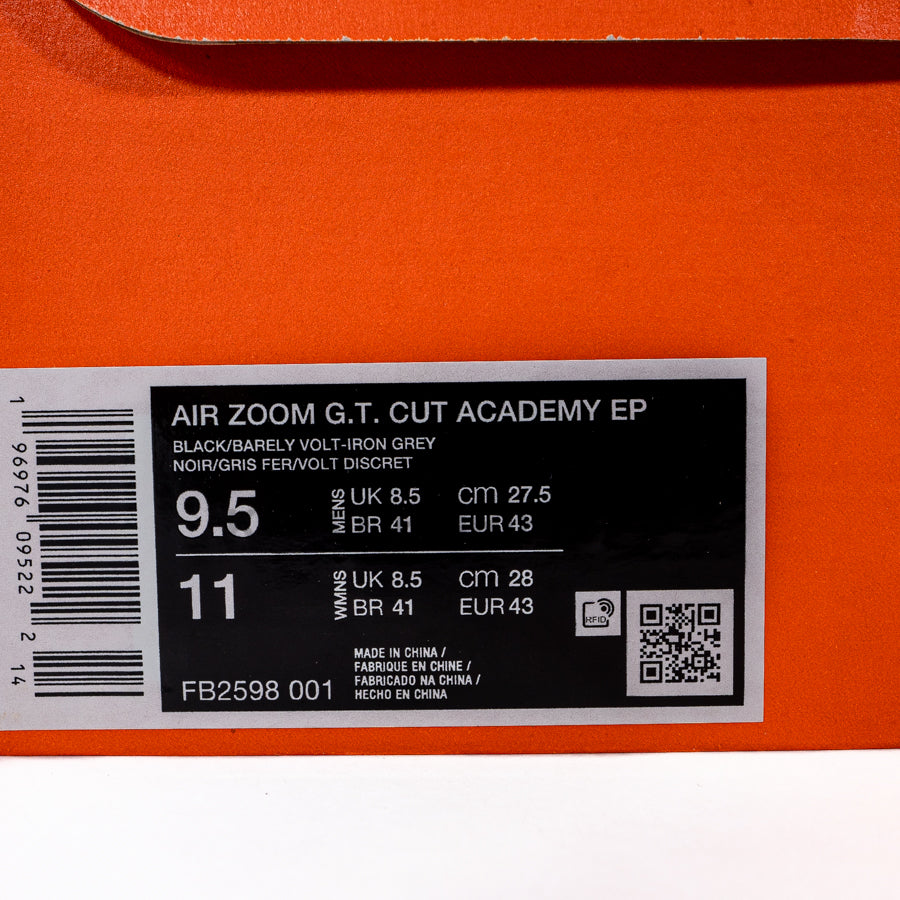 AIR ZOOM G.T. CUT ACADEMY EP
BLACK/BARELY VOLT-IRON GREY
NOIR/GRIS FER/VOLT DISCRET
9.5 MENS UK 8.5 cm 27.5
BR 41 EUR 43
11 WMNS UK 8.5 cm 28
BR 41 EUR 43
RFID
FB2598 001
MADE IN CHINA /
FABRIQUE EN CHINE /
FABRICADO NA CHINA /
HECHO EN CHINA
1 96976 09522 2 14